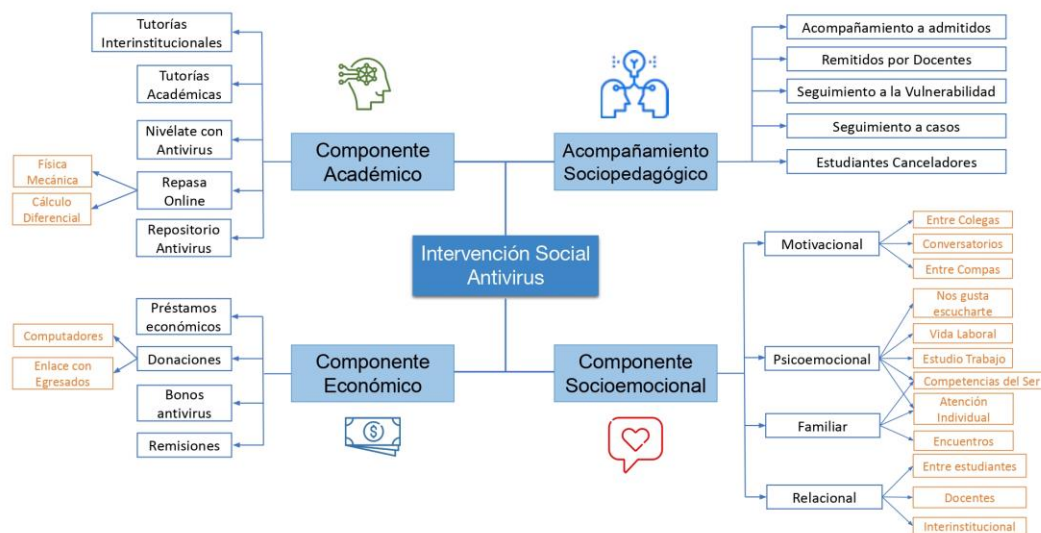 Tutorías
Interinstitucionales
Tutorías
Académicas
Nivélate con
Antivirus
Física
Mecánica
Cálculo
Diferencial
Repasa
Online
Repositorio
Antivirus
Componente
Académico
Acompañamiento
Sociopedagógico
Acompañamiento a admitidos
Remitidos por Docentes
Seguimiento a la Vulnerabilidad
Seguimiento a casos
Estudiantes Canceladores
Intervención Social
Antivirus
Préstamos
económicos
Computadores
Enlace con
Egresados
Donaciones
Bonos
antivirus
Remisiones
Componente
Económico
$
Componente
Socioemocional
Motivacional
Entre Colegas
Conversatorios
Entre Compas
Psicoemocional
Nos gusta
escucharte
Vida Laboral
Estudio Trabajo
Competencias del Ser
Atención
Individual
Familiar
Encuentros
Relacional
Entre estudiantes
Docentes
Interinstitucional